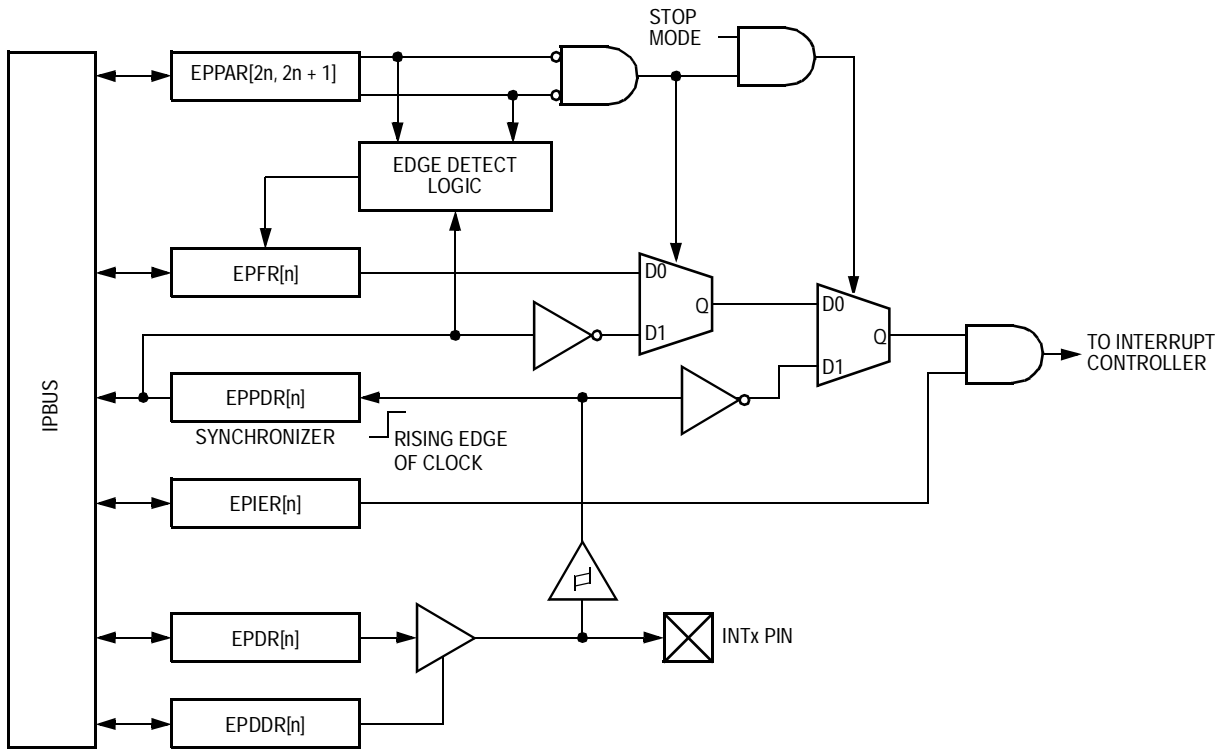 STOP
MODE
EPPAR[2n, 2n + 1]
EDGE DETECT
LOGIC
EPFR[n]
D0
Q
D1
D0
Q
D1
TO INTERRUPT
CONTROLLER
IPBUS
EPPDR[n]
SYNCHRONIZER
RISING EDGE
OF CLOCK
EPIER[n]
EPDR[n]
INTx PIN
EPDDR[n]